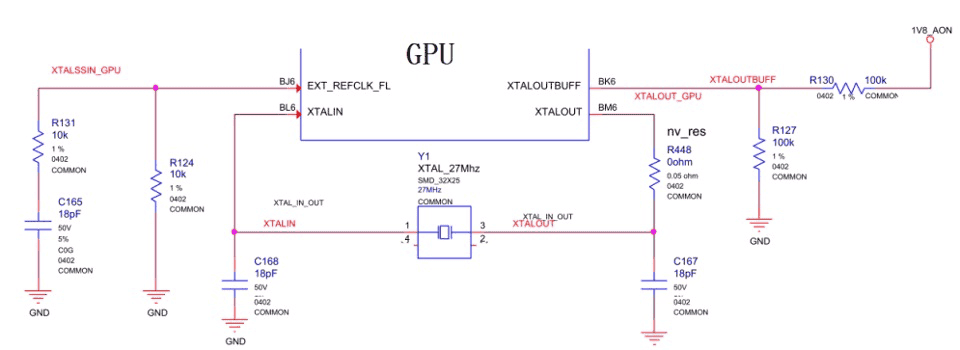 GPU
1V8_AON
XTALSSIN_GPU
BJ6
EXT_REFCLK_FL
BL6
XTALIN
XTALOUTBUFF
BK6
XTALOUT
BM6
XTALOUT_GPU
XTALOUTBUFF
R130
100k
0402
1 %
COMMON
R131
10k
1 %
0402
COMMON
R124
10k
1 %
0402
COMMON
C165
18pF
50V
5%
C0G
0402
COMMON
GND
GND
nv_res
R448
0ohm
0.05 ohm
0402
COMMON
R127
100k
1 %
0402
COMMON
GND
Y1
XTAL_27Mhz
SMD_32X25
27MHz
COMMON
XTAL_IN_OUT
XTALIN
1
4
3
2
XTAL_IN_OUT
XTALOUT
C168
18pF
50V
0402
COMMON
GND
C167
18pF
50V
0402
COMMON